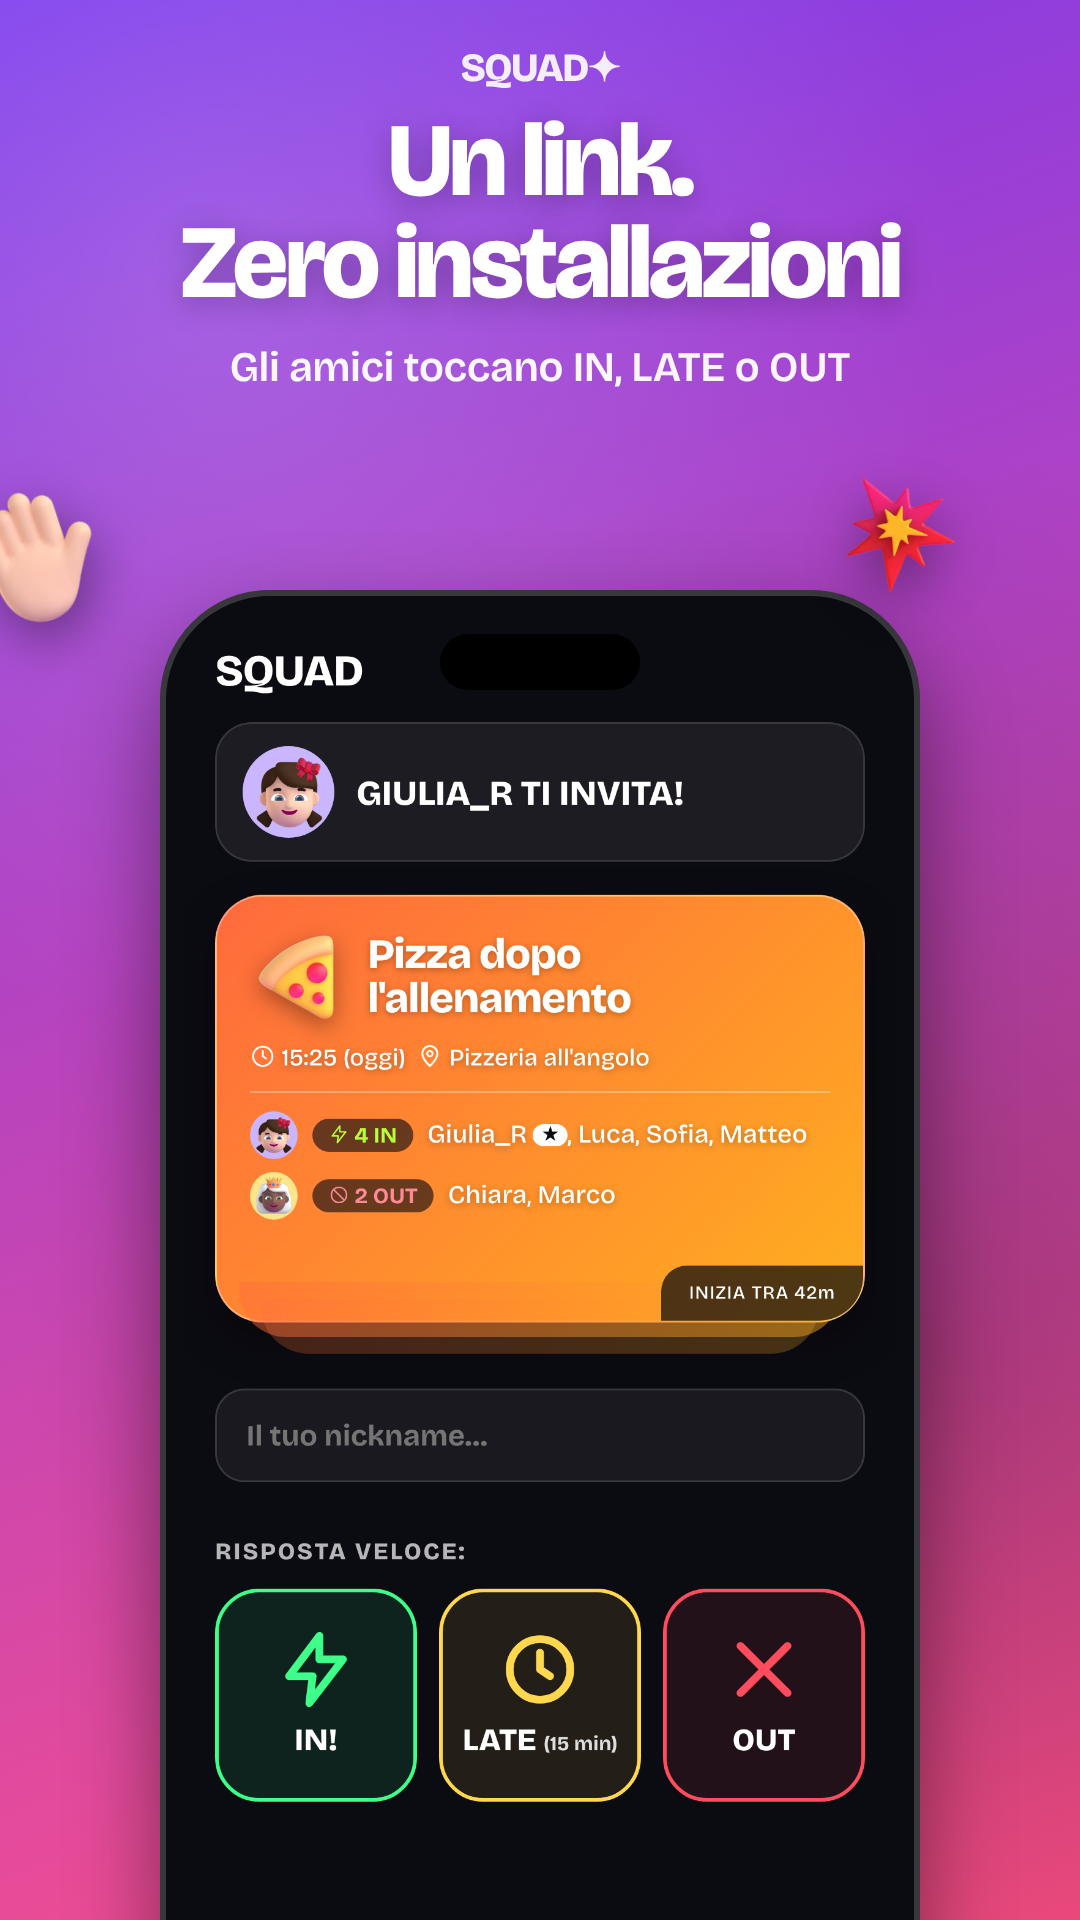 SQUAD
Un link.
Zero installazioni
Gli amici toccano IN, LATE o OUT
SQUAD
GIULIA_R TI INVITA!
Pizza dopo
l'allenamento
15:25 (oggi) Pizzeria all'angolo
4 IN Giulia_R ★, Luca, Sofia, Matteo
2 OUT Chiara, Marco
INIZIA TRA 42m
Il tuo nickname...
RISPOSTA VELOCE:
IN!
LATE (15 min)
OUT